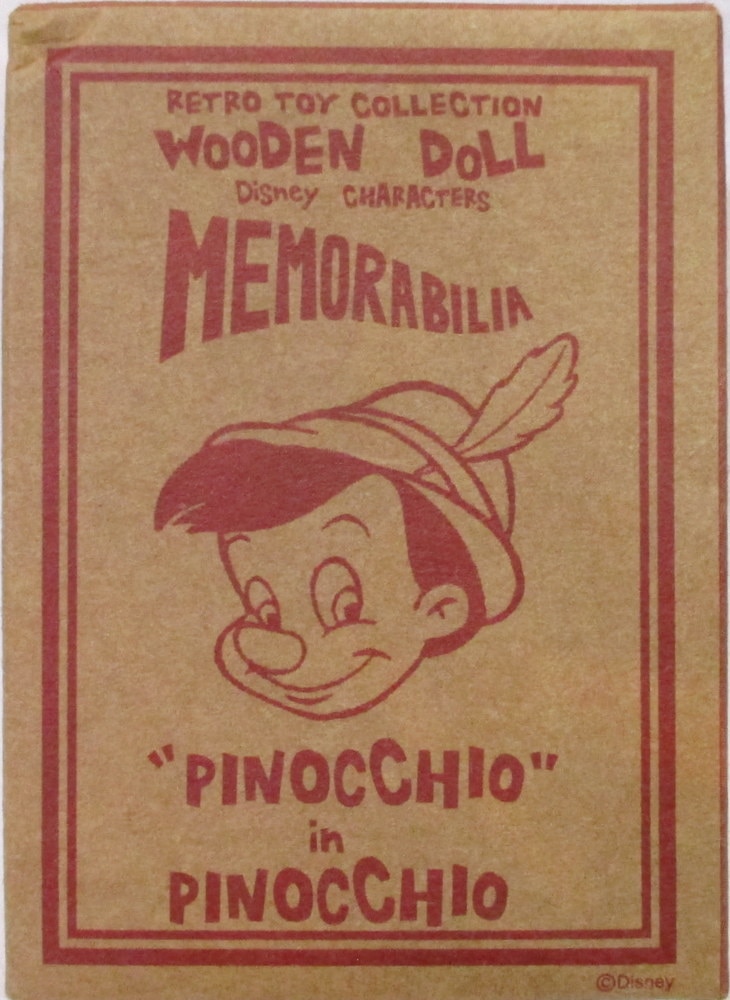 RETRO TOY COLLECTION
WOODEN DOLL
Disney CHARACTERS
MEMORABILIA
"PINOCCHIO"
in
PINOCCHIO
©Disney